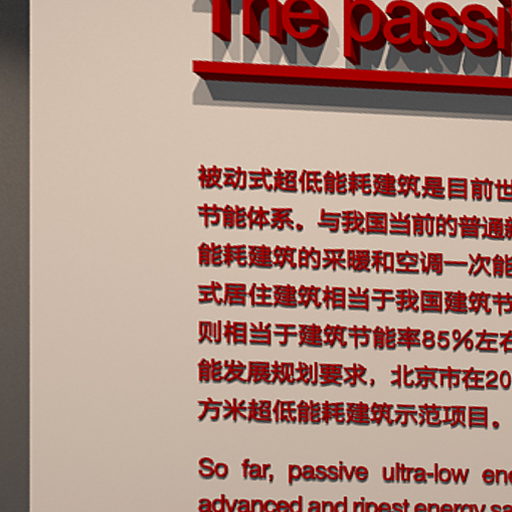 The passi
被动式超低能耗建筑是目前世
节能体系。与我国当前的普通新
能耗建筑的采暖和空调一次能
式居住建筑相当于我国建筑节
则相当于建筑节能率85%左右
能发展规划要求，北京市在20
方米超低能耗建筑示范项目。
So far, passive ultra-low ene
advanced and ripest energy sa